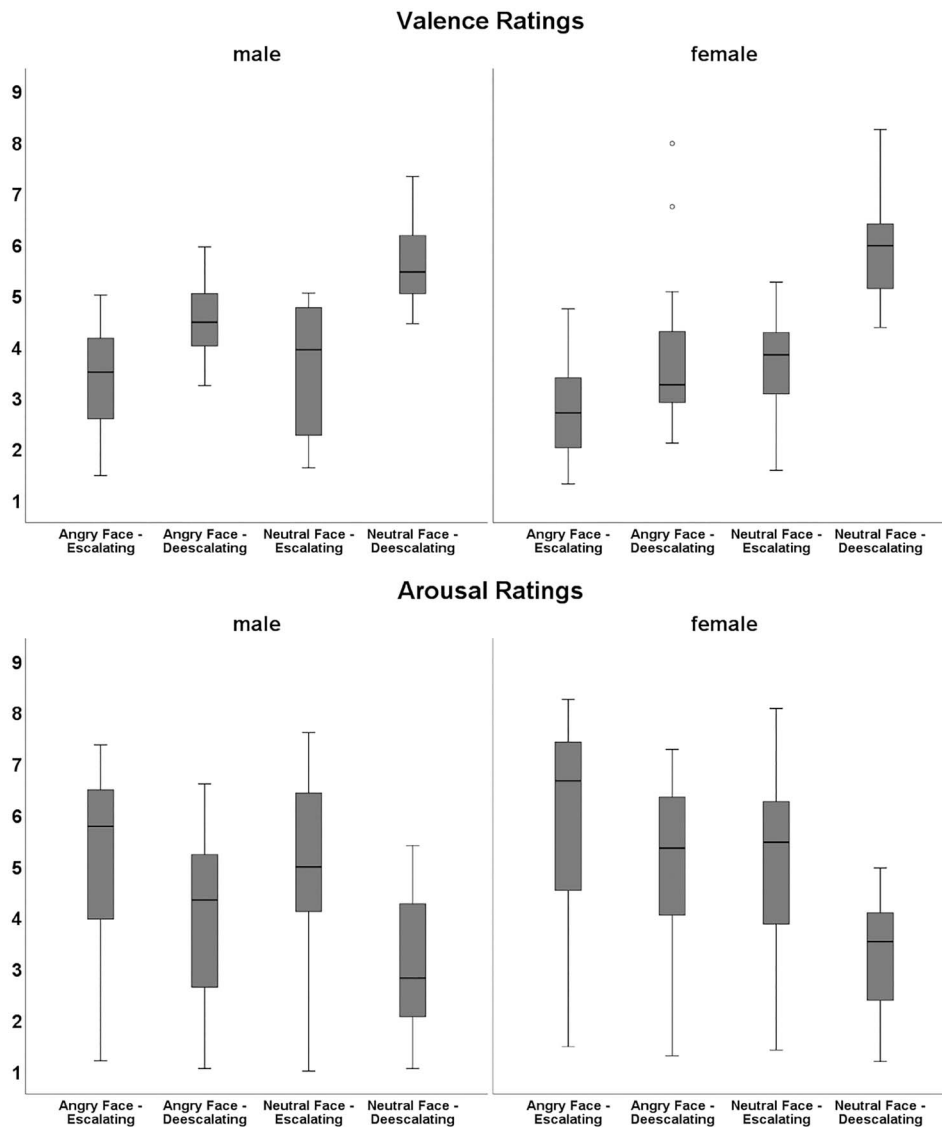 Valence Ratings
male
female
9
8
7
6
5
4
3
2
1
Angry Face -
Escalating
Angry Face -
Deescalating
Neutral Face -
Escalating
Neutral Face -
Deescalating
Angry Face -
Escalating
Angry Face -
Deescalating
Neutral Face -
Escalating
Neutral Face -
Deescalating
Arousal Ratings
male
female
9
8
7
6
5
4
3
2
1
Angry Face -
Escalating
Angry Face -
Deescalating
Neutral Face -
Escalating
Neutral Face -
Deescalating
Angry Face -
Escalating
Angry Face -
Deescalating
Neutral Face -
Escalating
Neutral Face -
Deescalating